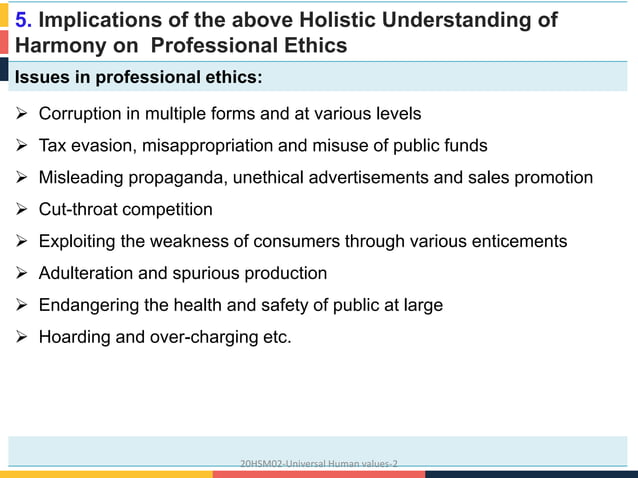 5. Implications of the above Holistic Understanding of
Harmony on Professional Ethics
Issues in professional ethics:
➢ Corruption in multiple forms and at various levels
➢ Tax evasion, misappropriation and misuse of public funds
➢ Misleading propaganda, unethical advertisements and sales promotion
➢ Cut-throat competition
➢ Exploiting the weakness of consumers through various enticements
➢ Adulteration and spurious production
➢ Endangering the health and safety of public at large
➢ Hoarding and over-charging etc.
20HSM02-Universal Human values-2